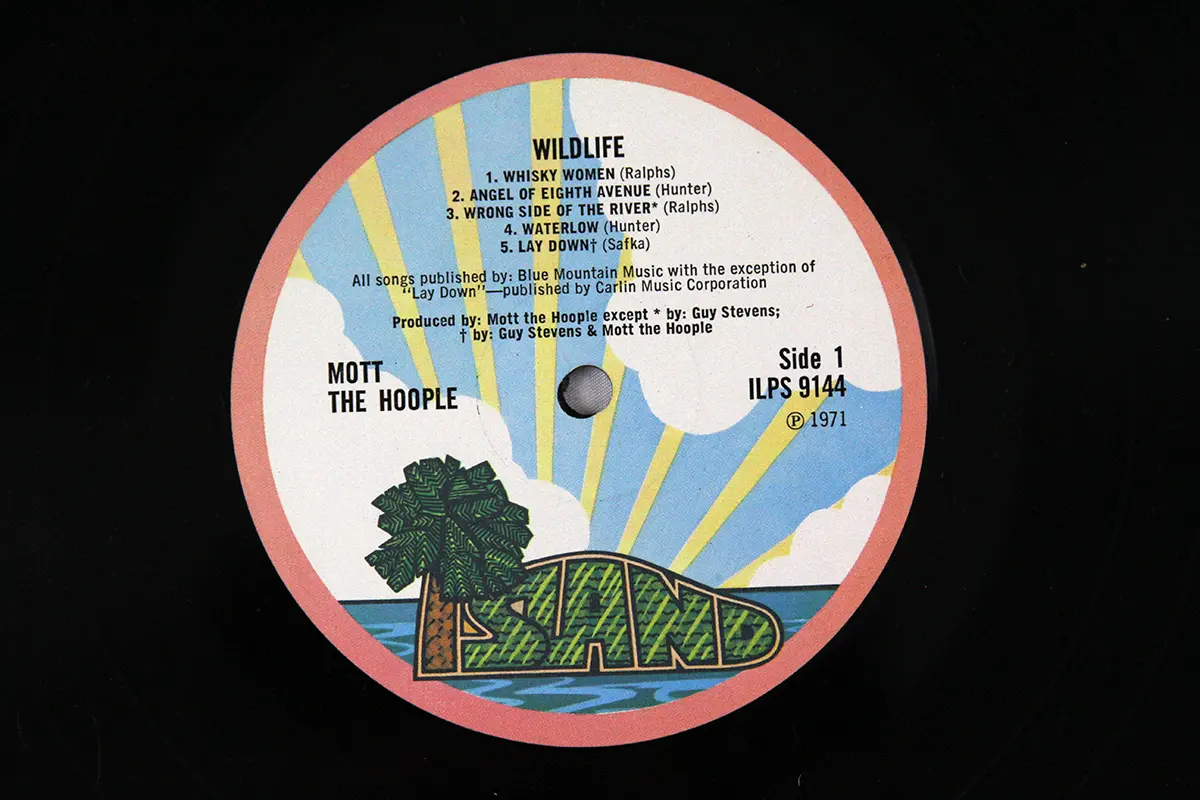 WILDLIFE
1. WHISKY WOMEN (Ralphs)
2. ANGEL OF EIGHTH AVENUE (Hunter)
3. WRONG SIDE OF THE RIVER* (Ralphs)
4. WATERLOW (Hunter)
5. LAY DOWN† (Safka)
All songs published by: Blue Mountain Music with the exception of
"Lay Down"—published by Carlin Music Corporation
Produced by: Mott the Hoople except * by: Guy Stevens;
† by: Guy Stevens & Mott the Hoople
MOTT
THE HOOPLE
Side 1
ILPS 9144
℗ 1971
ISLAND